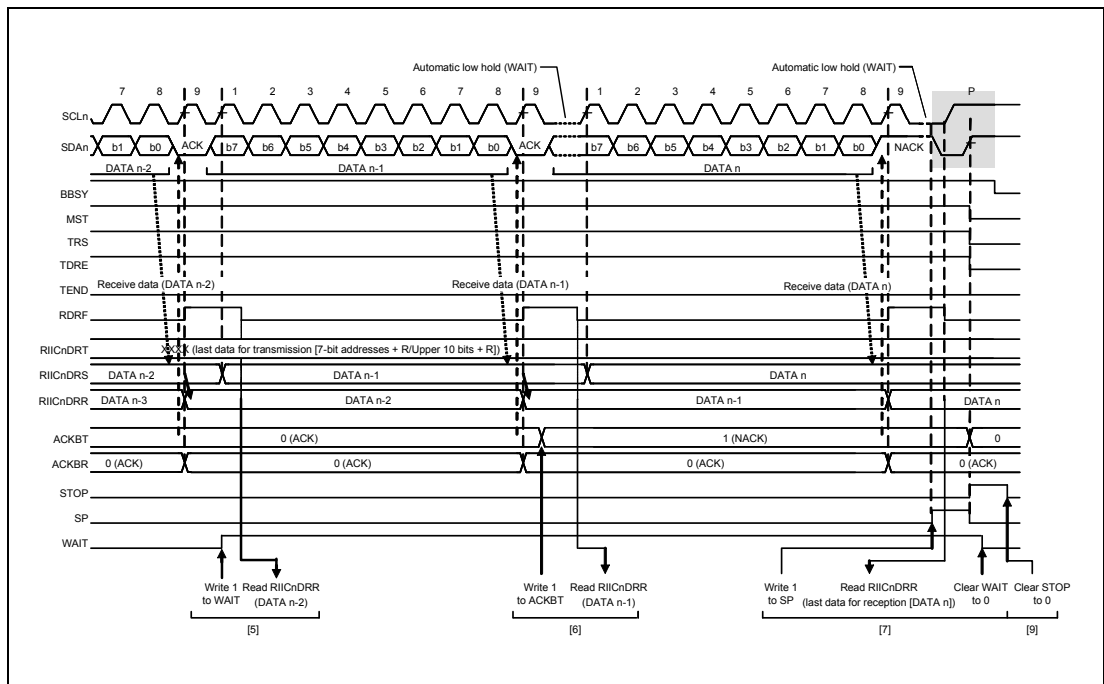 Automatic low hold (WAIT) Automatic low hold (WAIT)
7 8 9 1 2 3 4 5 6 7 8 9 1 2 3 4 5 6 7 8 9 P
SCLn
SDAn b1 b0 ACK b7 b6 b5 b4 b3 b2 b1 b0 ACK b7 b6 b5 b4 b3 b2 b1 b0 NACK
DATA n-2 DATA n-1 DATA n
BBSY
MST
TRS
TDRE
TEND Receive data (DATA n-2) Receive data (DATA n-1) Receive data (DATA n)
RDRF
RIICnDRT XXXX (last data for transmission [7-bit addresses + R/Upper 10 bits + R])
RIICnDRS DATA n-2 DATA n-1 DATA n
RIICnDRR DATA n-3 DATA n-2 DATA n-1 DATA n
ACKBT 0 (ACK) 1 (NACK) 0
ACKBR 0 (ACK) 0 (ACK) 0 (ACK) 0 (ACK)
STOP
SP
WAIT
Write 1 Read RIICnDRR Write 1 Read RIICnDRR Write 1 Read RIICnDRR Clear WAIT Clear STOP
to WAIT (DATA n-2) to ACKBT (DATA n-1) to SP (last data for reception [DATA n]) to 0 to 0
[5] [6] [7] [9]